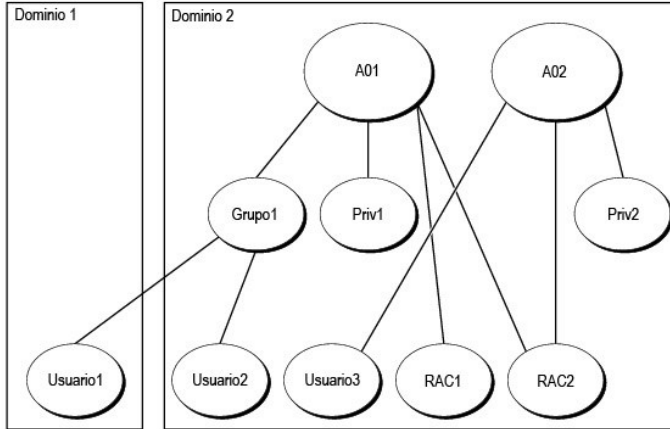 Dominio 1
Dominio 2
A01
A02
Grupo1
Priv1
Priv2
Usuario1
Usuario2
Usuario3
RAC1
RAC2